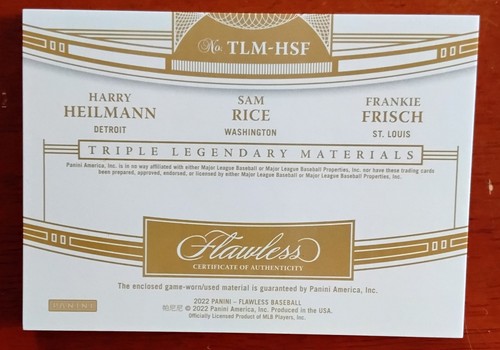 No. TLM-HSF
HARRY HEILMANN
DETROIT
SAM RICE
WASHINGTON
FRANKIE FRISCH
ST. LOUIS
TRIPLE LEGENDARY MATERIALS
Panini America, Inc. is in no way affiliated with either Major League Baseball or Major League Baseball Properties, Inc. nor have these trading cards
been prepared, approved, endorsed, or licensed by either Major League Baseball or Major League Baseball Properties, Inc.
Flawless
CERTIFICATE OF AUTHENTICITY
The enclosed game-worn/used material is guaranteed by Panini America, Inc.
PANINI
2022 PANINI – FLAWLESS BASEBALL
帕尼尼 © 2022 Panini America, Inc. Produced in the USA.
Officially Licensed Product of MLB Players, Inc.